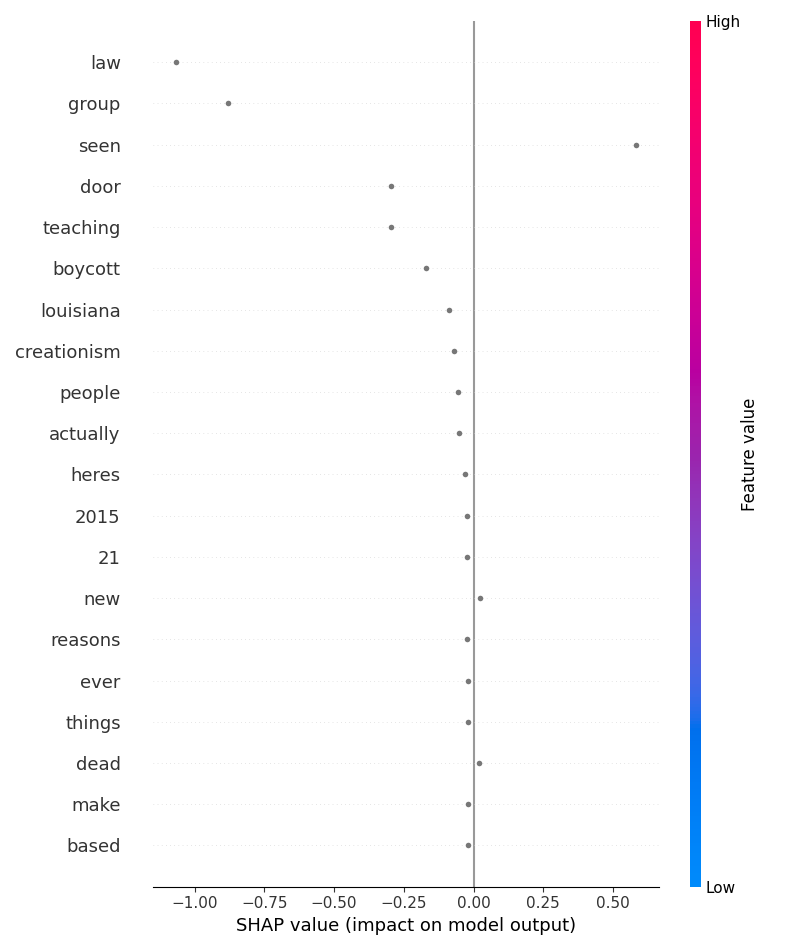 High
law
group
seen
door
teaching
boycott
louisiana
creationism
people
actually
heres
2015
21
new
reasons
ever
things
dead
make
based
Feature value
Low
−1.00 −0.75 −0.50 −0.25 0.00 0.25 0.50
SHAP value (impact on model output)